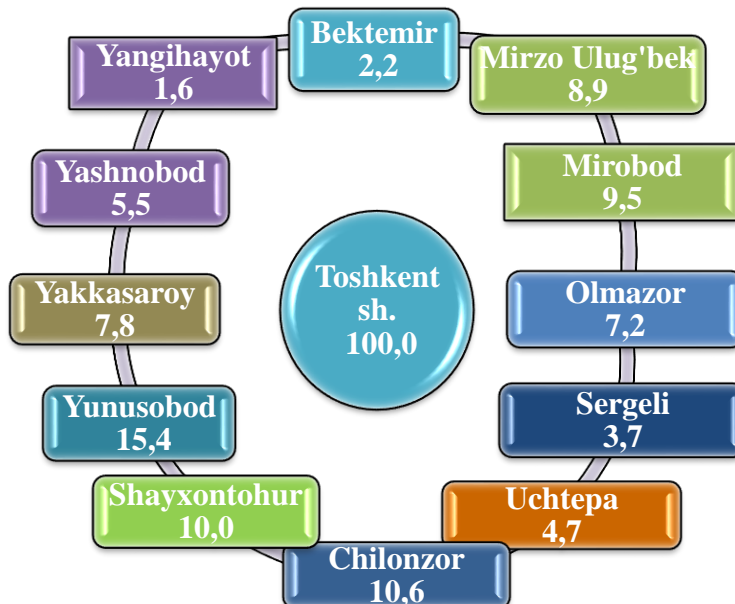 Bektemir
2,2
Mirzo Ulug'bek
8,9
Mirobod
9,5
Olmazor
7,2
Sergeli
3,7
Uchtepa
4,7
Chilonzor
10,6
Shayxontohur
10,0
Yunusobod
15,4
Yakkasaroy
7,8
Yashnobod
5,5
Yangihayot
1,6
Toshkent
sh.
100,0